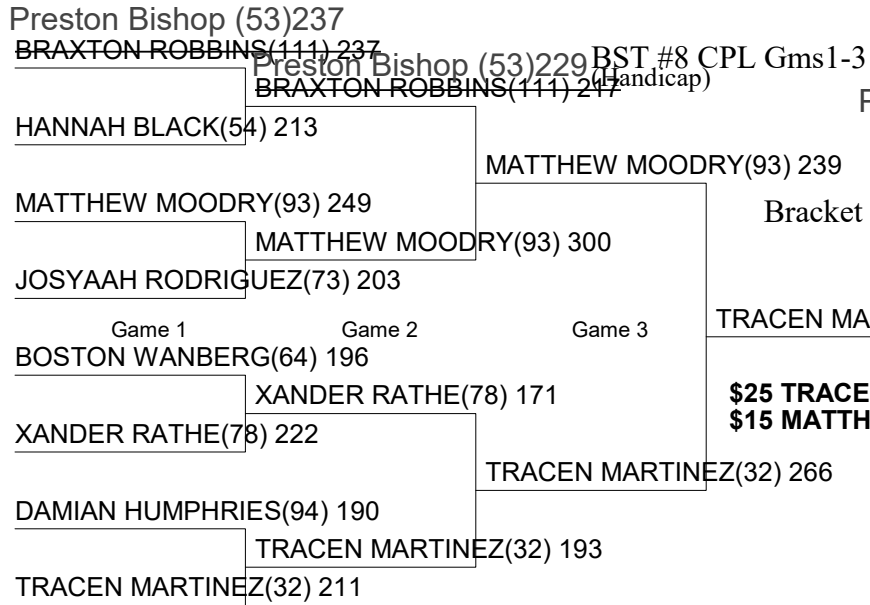 Preston Bishop (53)237
BRAXTON ROBBINS(111) 237
Preston Bishop (53)229
BST #8 CPL Gms1-3
(Handicap)
BRAXTON ROBBINS(111) 217
P
HANNAH BLACK(54) 213
MATTHEW MOODRY(93) 239
MATTHEW MOODRY(93) 249
Bracket
MATTHEW MOODRY(93) 300
JOSYAAH RODRIGUEZ(73) 203
Game 1 Game 2 Game 3
TRACEN MA
BOSTON WANBERG(64) 196
XANDER RATHE(78) 171
$25 TRACE
$15 MATTH
XANDER RATHE(78) 222
TRACEN MARTINEZ(32) 266
DAMIAN HUMPHRIES(94) 190
TRACEN MARTINEZ(32) 193
TRACEN MARTINEZ(32) 211